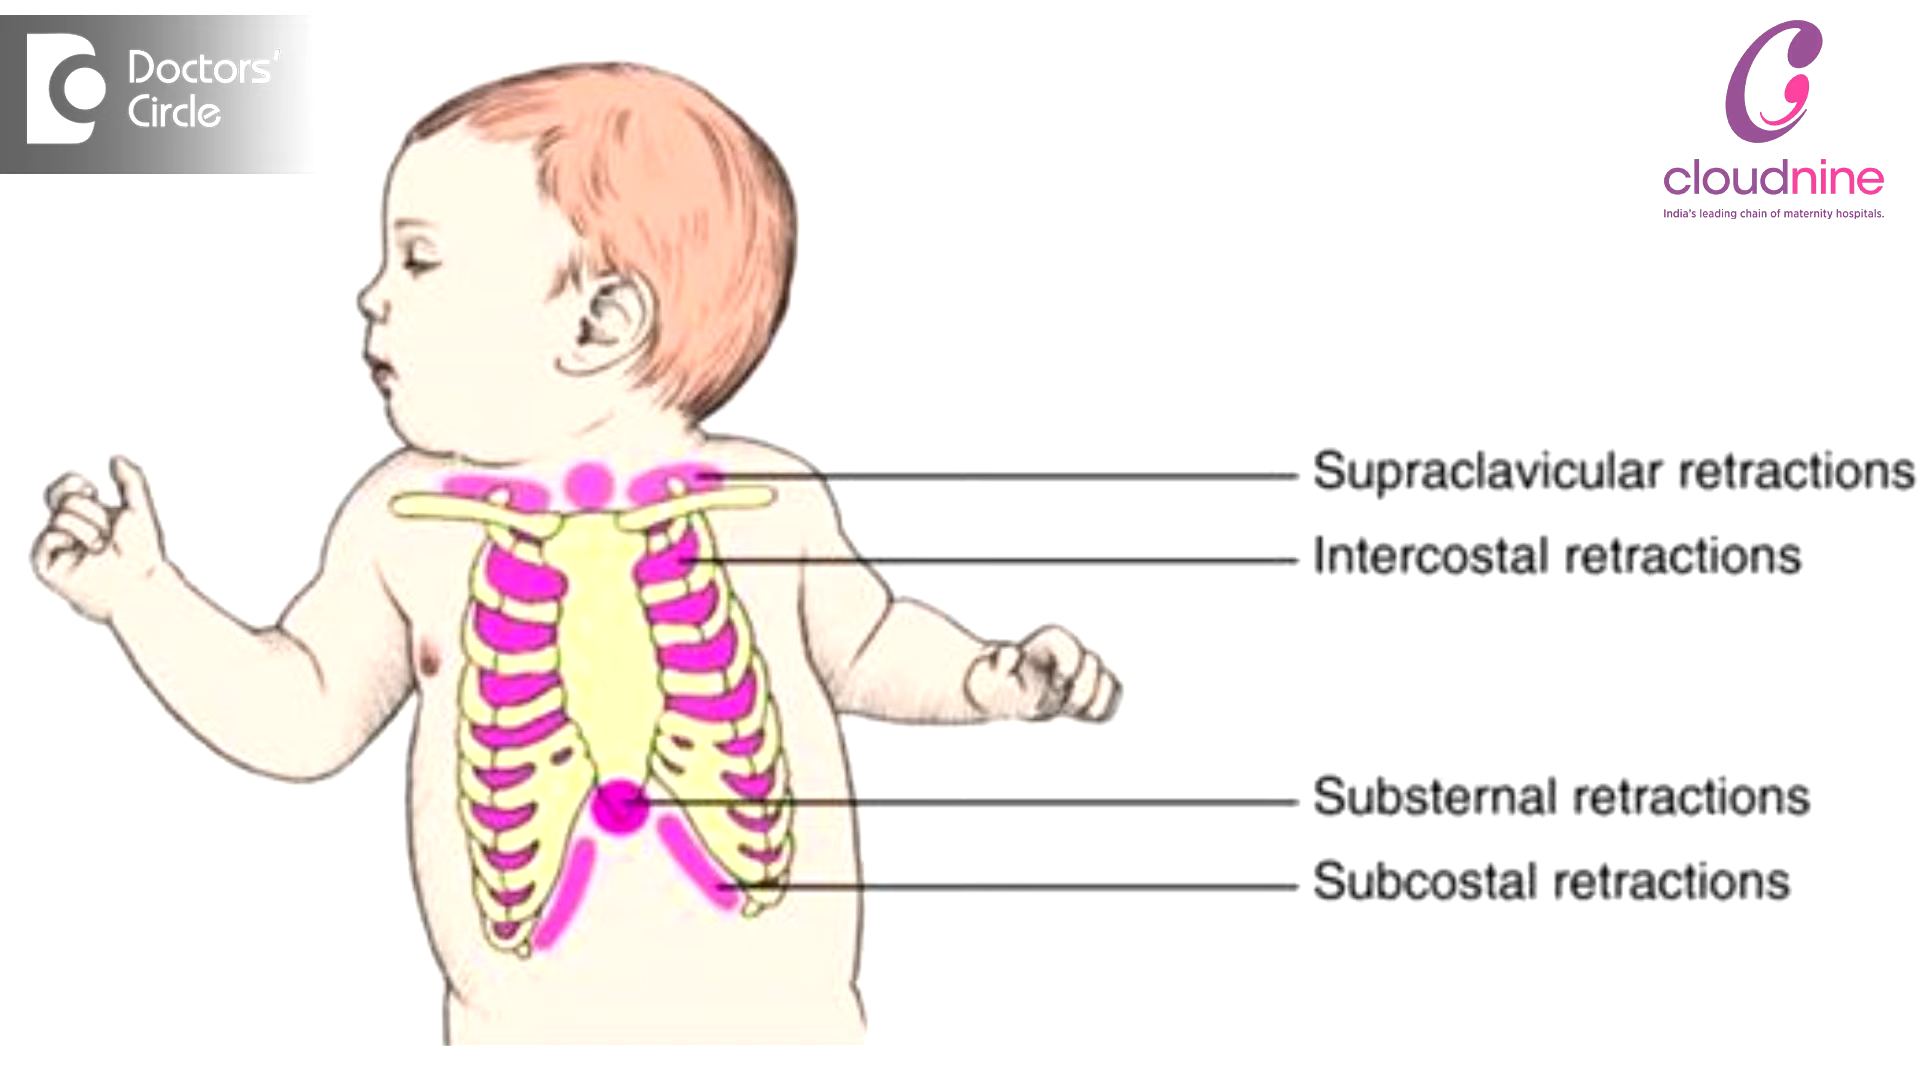 Doctors'
Circle
cloudnine
India's leading chain of maternity hospitals.
Supraclavicular retractions
Intercostal retractions
Substernal retractions
Subcostal retractions